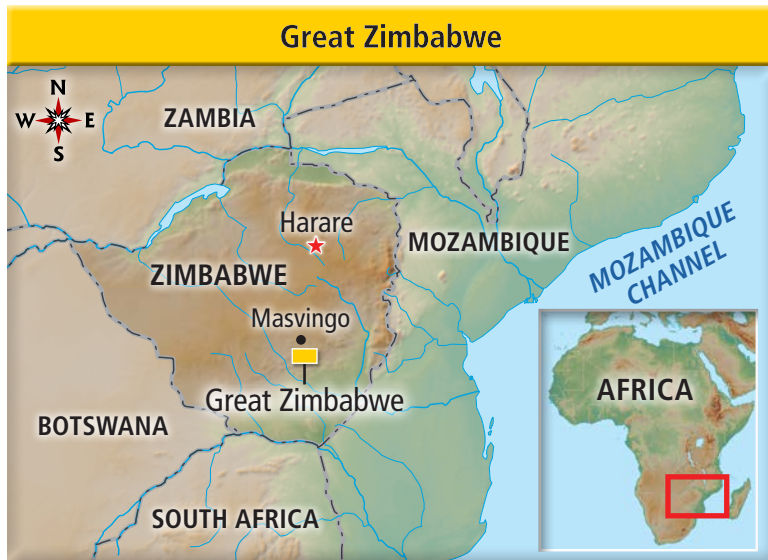 Great Zimbabwe
N
W E
S
ZAMBIA
Harare
MOZAMBIQUE
ZIMBABWE
MOZAMBIQUE
CHANNEL
Masvingo
Great Zimbabwe
BOTSWANA
SOUTH AFRICA
AFRICA